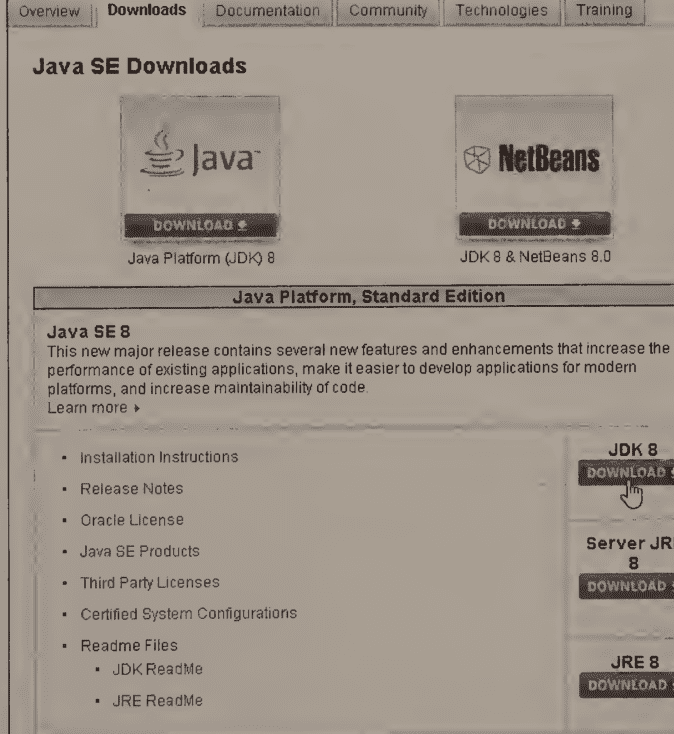 Overview
Downloads
Documentation
Community
Technologies
Training
Java SE Downloads
Java
NetBeans
DOWNLOAD
DOWNLOAD
Java Platform (JDK) 8
JDK 8 & NetBeans 8.0
Java Platform, Standard Edition
Java SE 8
This new major release contains several new features and enhancements that increase the
performance of existing applications, make it easier to develop applications for modern
platforms, and increase maintainability of code.
Learn more
Installation Instructions
Release Notes
Oracle License
Java SE Products
Third Party Licenses
Certified System Configurations
Readme Files
JDK ReadMe
JRE ReadMe
JDK 8
DOWNLOAD
Server JR
8
DOWNLOAD
JRE 8
DOWNLOAD